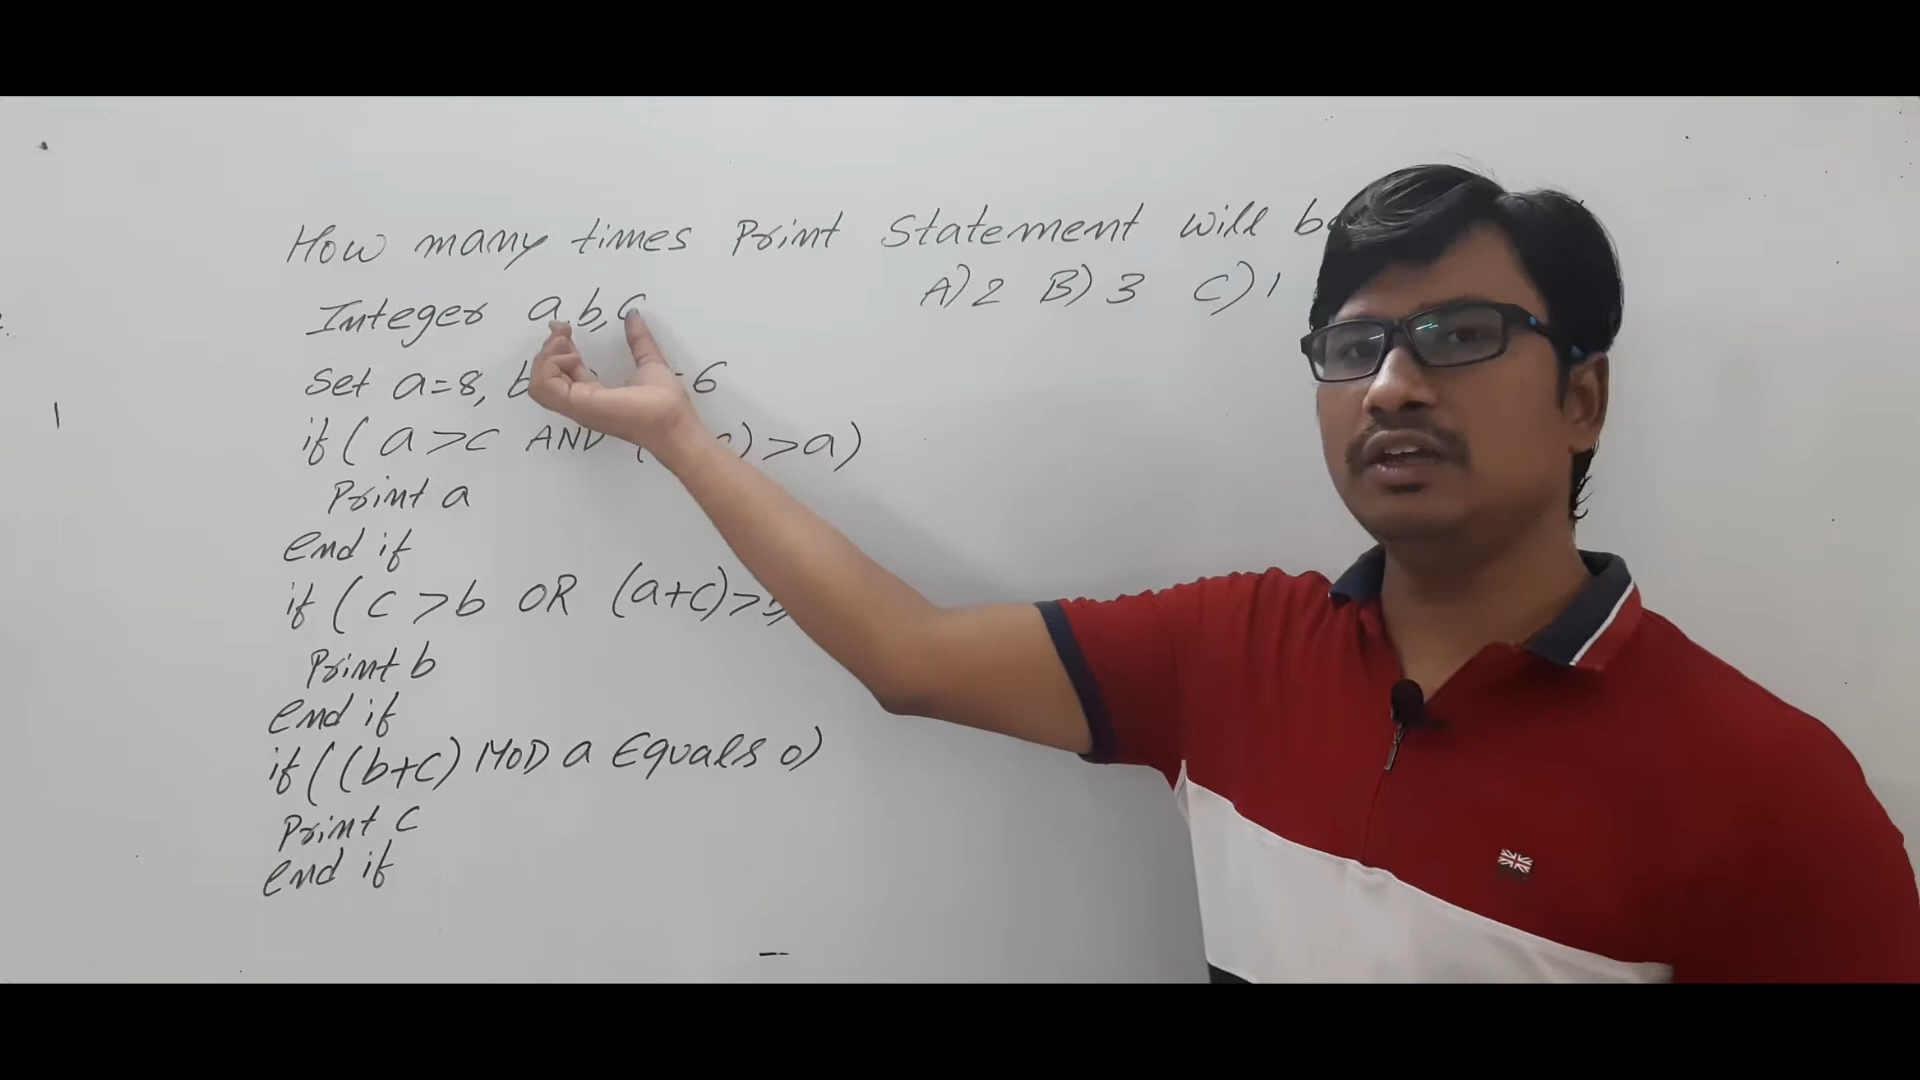 How many times Print Statement will
A) 2 B) 3 C) 1
Integer a, b, c
Set a=8, b = 6
if ( a > c AND ( ) > a)
Print a
end if
if ( c > b OR (a+c) >
Print b
end if
if ( (b+c) MOD a Equals 0)
Print c
end if